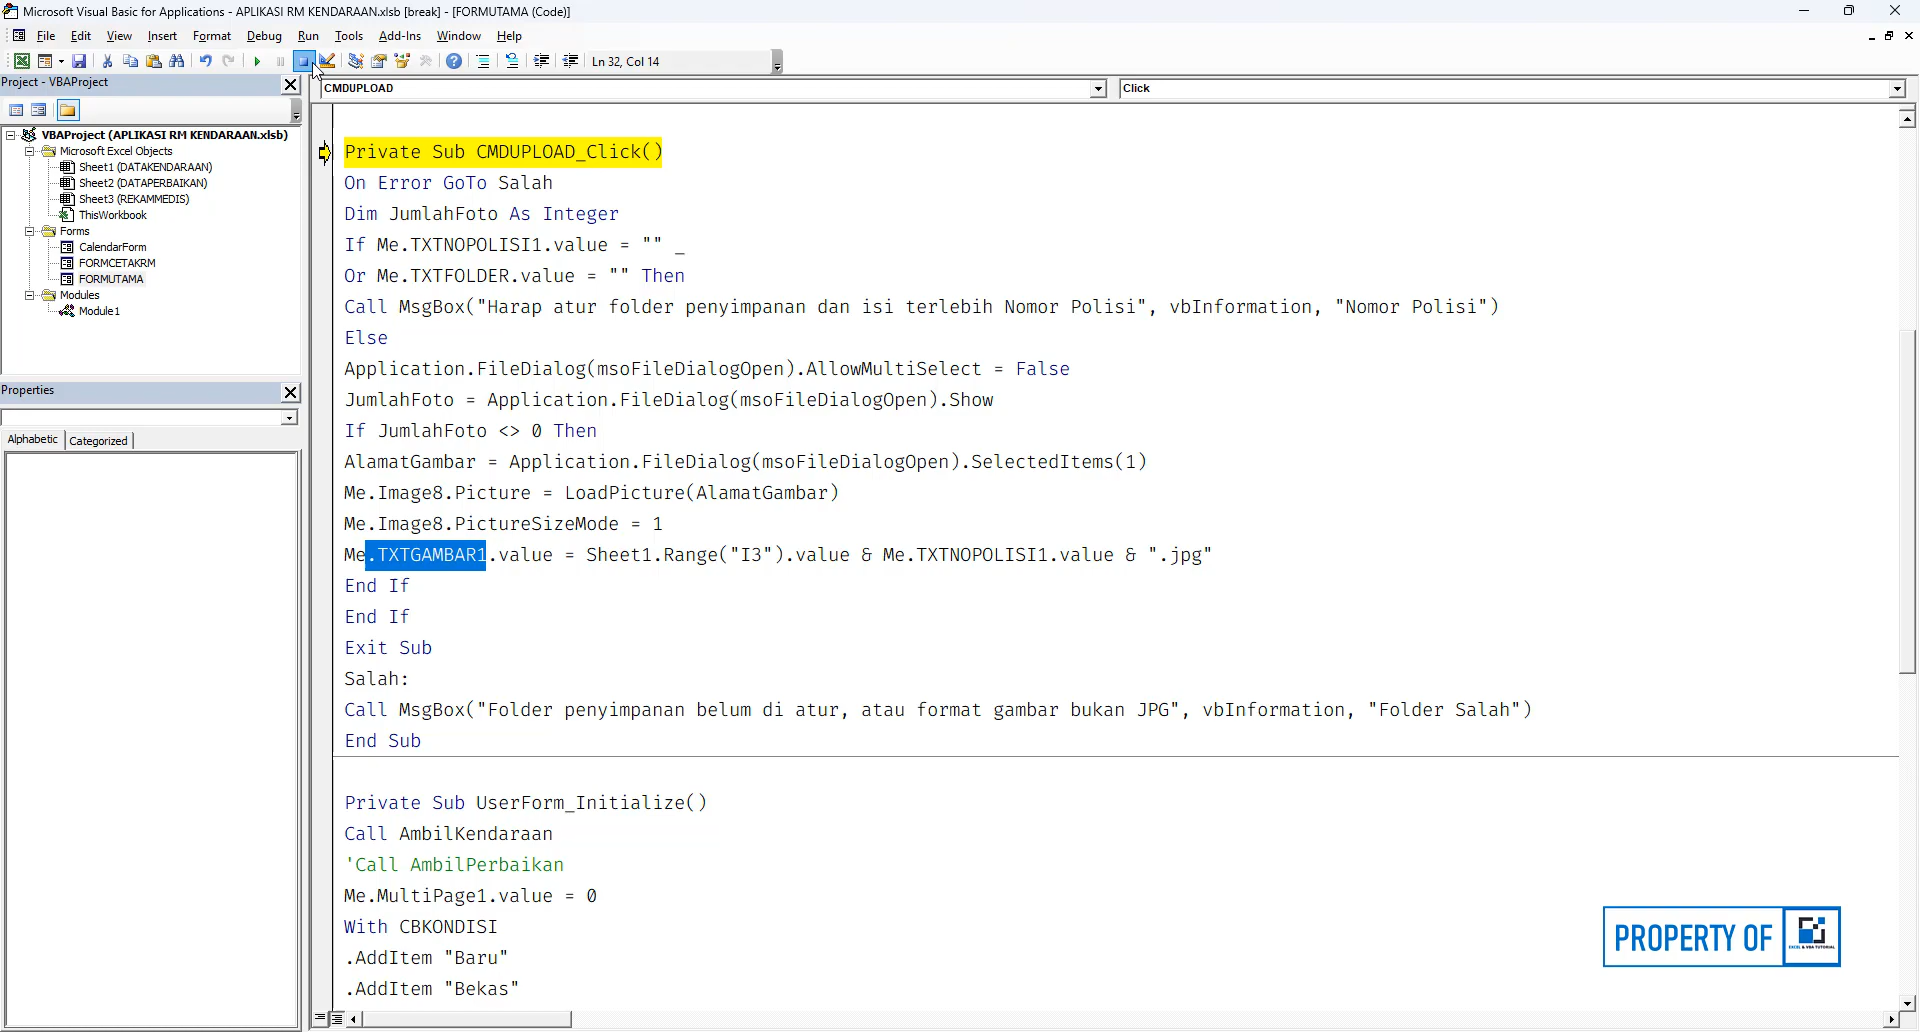 Microsoft Visual Basic for Applications - APLIKASI RM KENDARAAN.xlsb [break] - [FORMUTAMA (Code)]
File Edit View Insert Format Debug Run Tools Add-Ins Window Help
Ln 32, Col 14
Project - VBAProject
CMDUPLOAD
Click
VBAProject (APLIKASI RM KENDARAAN.xlsb)
Microsoft Excel Objects
Sheet1 (DATAKENDARAAN)
Sheet2 (DATAPERBAIKAN)
Sheet3 (REKAMMEDIS)
ThisWorkbook
Forms
CalendarForm
FORMCETAKRM
FORMUTAMA
Modules
Module1
Properties
Alphabetic Categorized
Private Sub CMDUPLOAD_Click()
On Error GoTo Salah
Dim JumlahFoto As Integer
If Me.TXTNOPOLISI1.value = "" _
Or Me.TXTFOLDER.value = "" Then
Call MsgBox("Harap atur folder penyimpanan dan isi terlebih Nomor Polisi", vbInformation, "Nomor Polisi")
Else
Application.FileDialog(msoFileDialogOpen).AllowMultiSelect = False
JumlahFoto = Application.FileDialog(msoFileDialogOpen).Show
If JumlahFoto <> 0 Then
AlamatGambar = Application.FileDialog(msoFileDialogOpen).SelectedItems(1)
Me.Image8.Picture = LoadPicture(AlamatGambar)
Me.Image8.PictureSizeMode = 1
Me.TXTGAMBAR1.value = Sheet1.Range("I3").value & Me.TXTNOPOLISI1.value & ".jpg"
End If
End If
Exit Sub
Salah:
Call MsgBox("Folder penyimpanan belum di atur, atau format gambar bukan JPG", vbInformation, "Folder Salah")
End Sub
Private Sub UserForm_Initialize()
Call AmbilKendaraan
'Call AmbilPerbaikan
Me.MultiPage1.value = 0
With CBKONDISI
.AddItem "Baru"
.AddItem "Bekas"
PROPERTY OF
EXCEL & VBA TUTORIAL